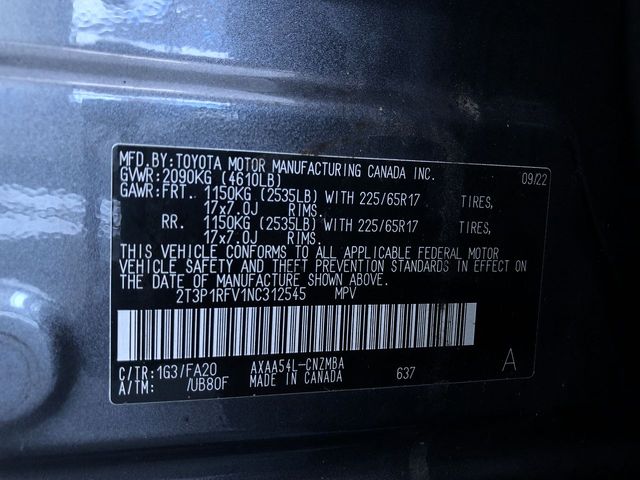 MFD.BY:TOYOTA MOTOR MANUFACTURING CANADA INC.
GVWR:2090KG (4610LB) 09/22
GAWR:FRT. 1150KG (2535LB) WITH 225/65R17 TIRES,
17x7.0J RIMS.
RR. 1150KG (2535LB) WITH 225/65R17 TIRES,
17x7.0J RIMS.
THIS VEHICLE CONFORMS TO ALL APPLICABLE FEDERAL MOTOR
VEHICLE SAFETY AND THEFT PREVENTION STANDARDS IN EFFECT ON
THE DATE OF MANUFACTURE SHOWN ABOVE.
2T3P1RFV1NC312545 MPV
C/TR:1G3/FA20 AXAA54L-CNZMBA A
A/TM: /UB80F MADE IN CANADA 637